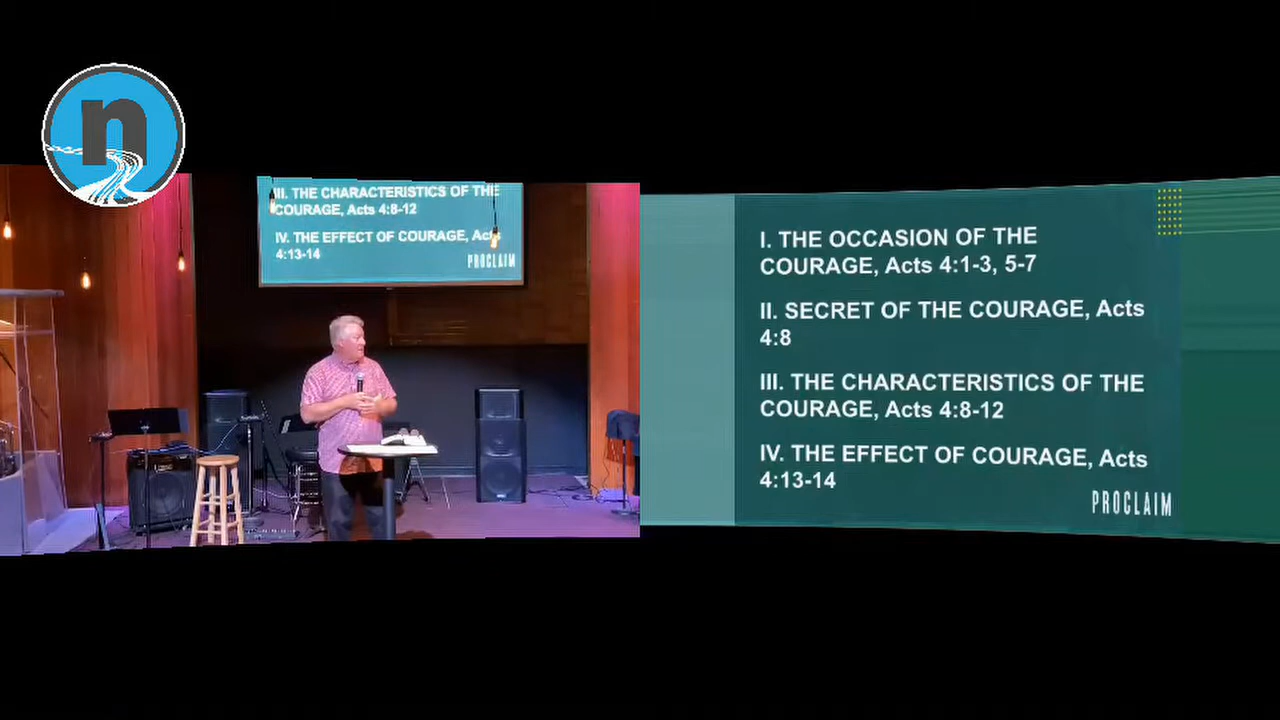 n
III. THE CHARACTERISTICS OF THE
COURAGE, Acts 4:8-12
IV. THE EFFECT OF COURAGE, Acts
4:13-14
PROCLAIM
I. THE OCCASION OF THE
COURAGE, Acts 4:1-3, 5-7
II. SECRET OF THE COURAGE, Acts
4:8
III. THE CHARACTERISTICS OF THE
COURAGE, Acts 4:8-12
IV. THE EFFECT OF COURAGE, Acts
4:13-14
PROCLAIM